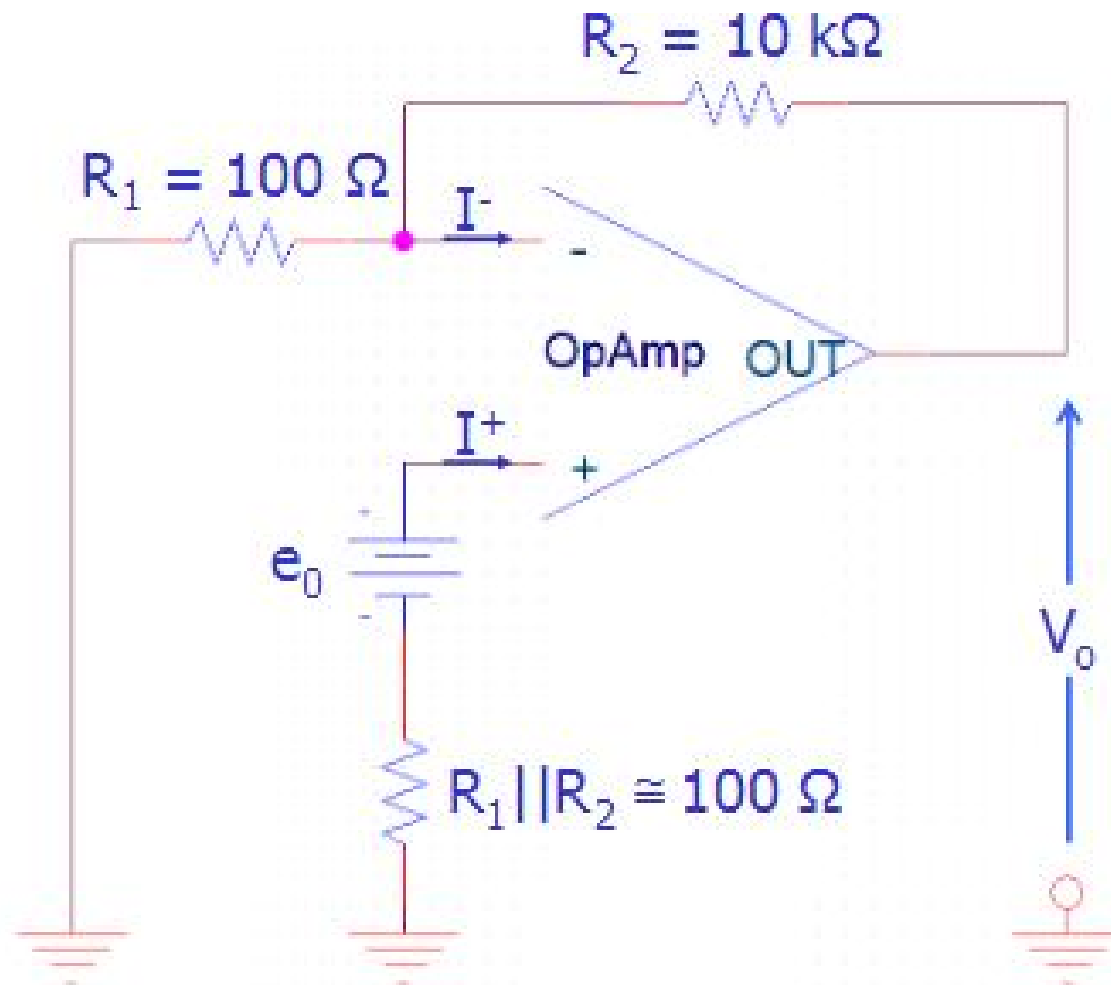 R₂ = 10 kΩ
R₁ = 100 Ω
I⁻
-
OpAmp OUT
I⁺
+
-
e₀
-
Vₒ
R₁||R₂ ≅ 100 Ω